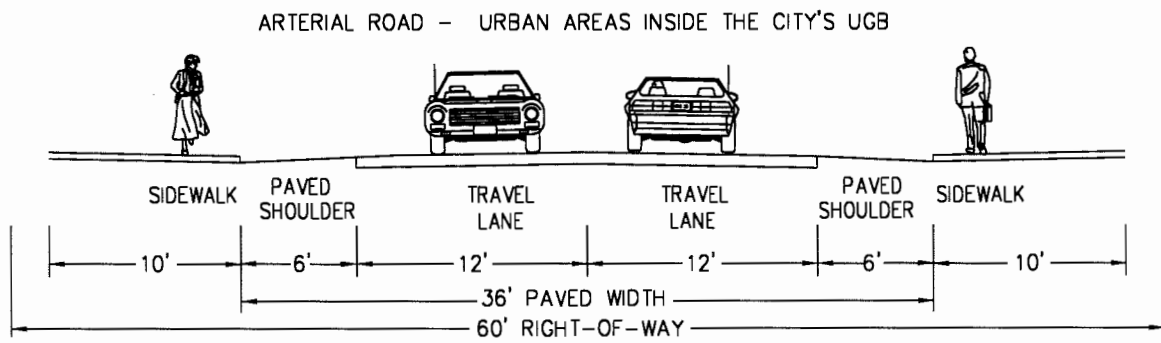 ARTERIAL ROAD - URBAN AREAS INSIDE THE CITY'S UGB
SIDEWALK
PAVED
SHOULDER
TRAVEL
LANE
TRAVEL
LANE
PAVED
SHOULDER
SIDEWALK
10' 6' 12' 12' 6' 10'
36' PAVED WIDTH
60' RIGHT-OF-WAY